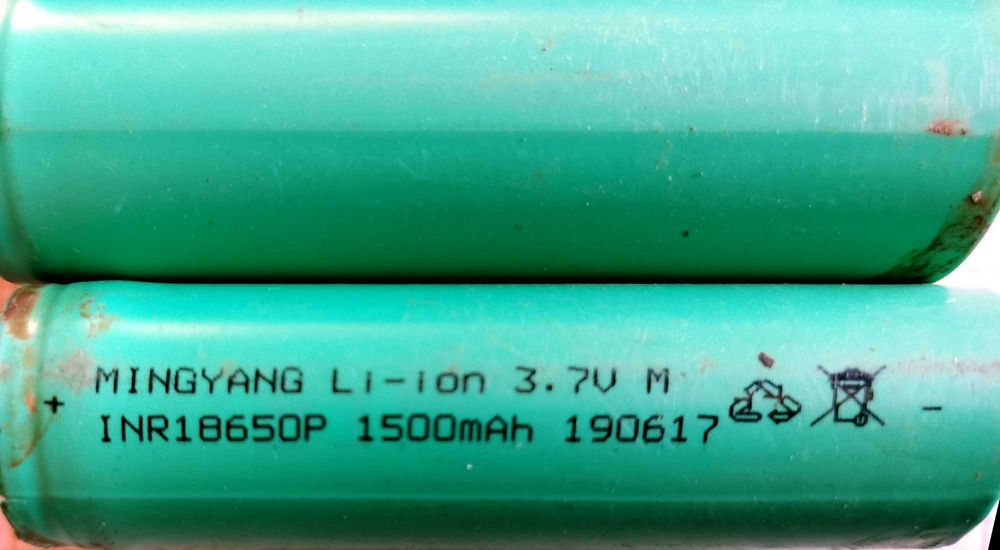 MINGYANG Li-ion 3.7V M
+ INR18650P 1500mAh 190617 -